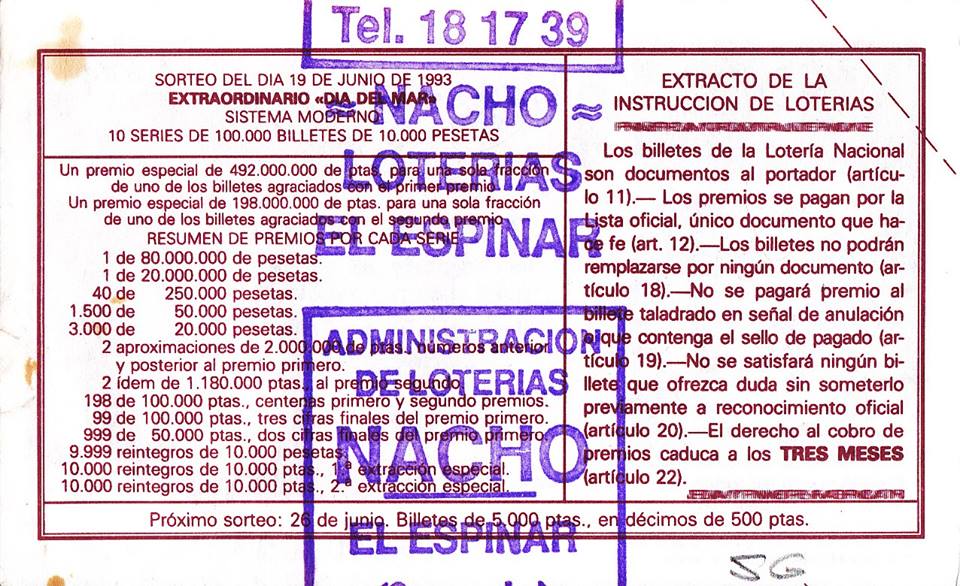 Tel. 18 17 39
≈ NACHO ≈
LOTERIAS
EL ESPINAR
ADMINISTRACION
DE LOTERIAS
NACHO
EL ESPINAR
SORTEO DEL DIA 19 DE JUNIO DE 1993
EXTRAORDINARIO «DIA DEL MAR»
SISTEMA MODERNO
10 SERIES DE 100.000 BILLETES DE 10.000 PESETAS
Un premio especial de 492.000.000 de ptas. para una sola fracción
de uno de los billetes agraciados con el primer premio
Un premio especial de 198.000.000 de ptas. para una sola fracción
de uno de los billetes agraciados con el segundo premio
RESUMEN DE PREMIOS POR CADA SERIE
1 de 80.000.000 de pesetas.
1 de 20.000.000 de pesetas.
40 de 250.000 pesetas.
1.500 de 50.000 pesetas.
3.000 de 20.000 pesetas.
2 aproximaciones de 2.000.000 de ptas., números anterior
y posterior al premio primero.
2 ídem de 1.180.000 ptas., al premio segundo.
198 de 100.000 ptas., centenas primero y segundo premios.
99 de 100.000 ptas., tres cifras finales del premio primero.
999 de 50.000 ptas., dos cifras finales del premio primero.
9.999 reintegros de 10.000 pesetas.
10.000 reintegros de 10.000 ptas., 1.ª extracción especial.
10.000 reintegros de 10.000 ptas., 2.ª extracción especial.
EXTRACTO DE LA
INSTRUCCION DE LOTERIAS
Los billetes de la Lotería Nacional
son documentos al portador (artícu-
lo 11).— Los premios se pagan por la
Lista oficial, único documento que ha-
ce fe (art. 12).—Los billetes no podrán
remplazarse por ningún documento (ar-
tículo 18).—No se pagará premio al
billete taladrado en señal de anulación
o que contenga el sello de pagado (ar-
tículo 19).—No se satisfará ningún bi-
llete que ofrezca duda sin someterlo
previamente a reconocimiento oficial
(artículo 20).—El derecho al cobro de
premios caduca a los TRES MESES
(artículo 22).
Próximo sorteo: 26 de junio. Billetes de 5.000 ptas., en décimos de 500 ptas.
SG